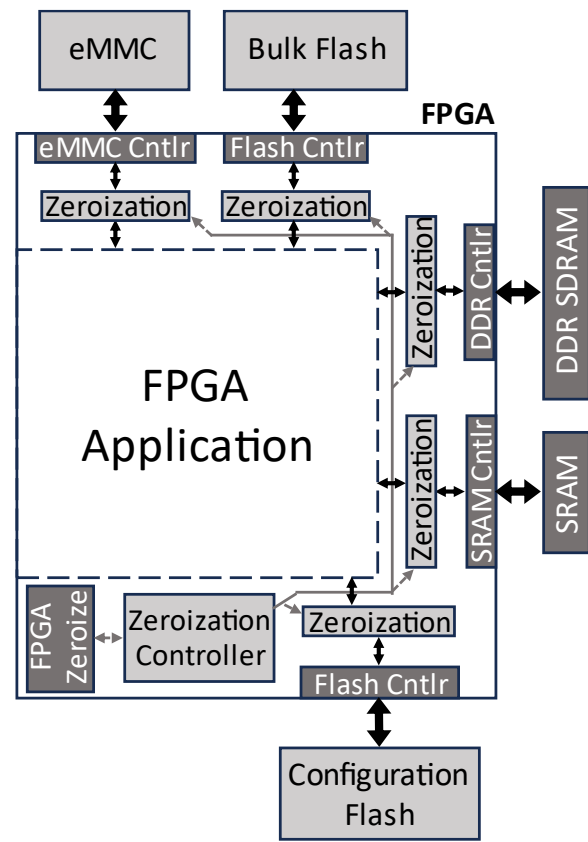 eMMC
Bulk Flash
FPGA
eMMC Cntlr
Flash Cntlr
Zeroization
Zeroization
Zeroization
DDR Cntlr
DDR SDRAM
FPGA
Application
Zeroization
SRAM Cntlr
SRAM
FPGA
Zeroize
Zeroization
Controller
Zeroization
Flash Cntlr
Configuration
Flash